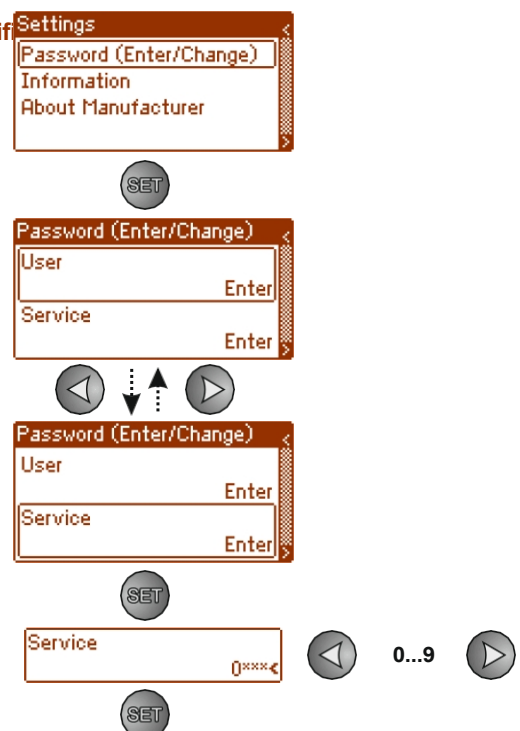 Settings
Password (Enter/Change)
Information
About Manufacturer
SET
Password (Enter/Change)
User
Enter
Service
Enter
Password (Enter/Change)
User
Enter
Service
Enter
SET
Service
0***<
0...9
SET